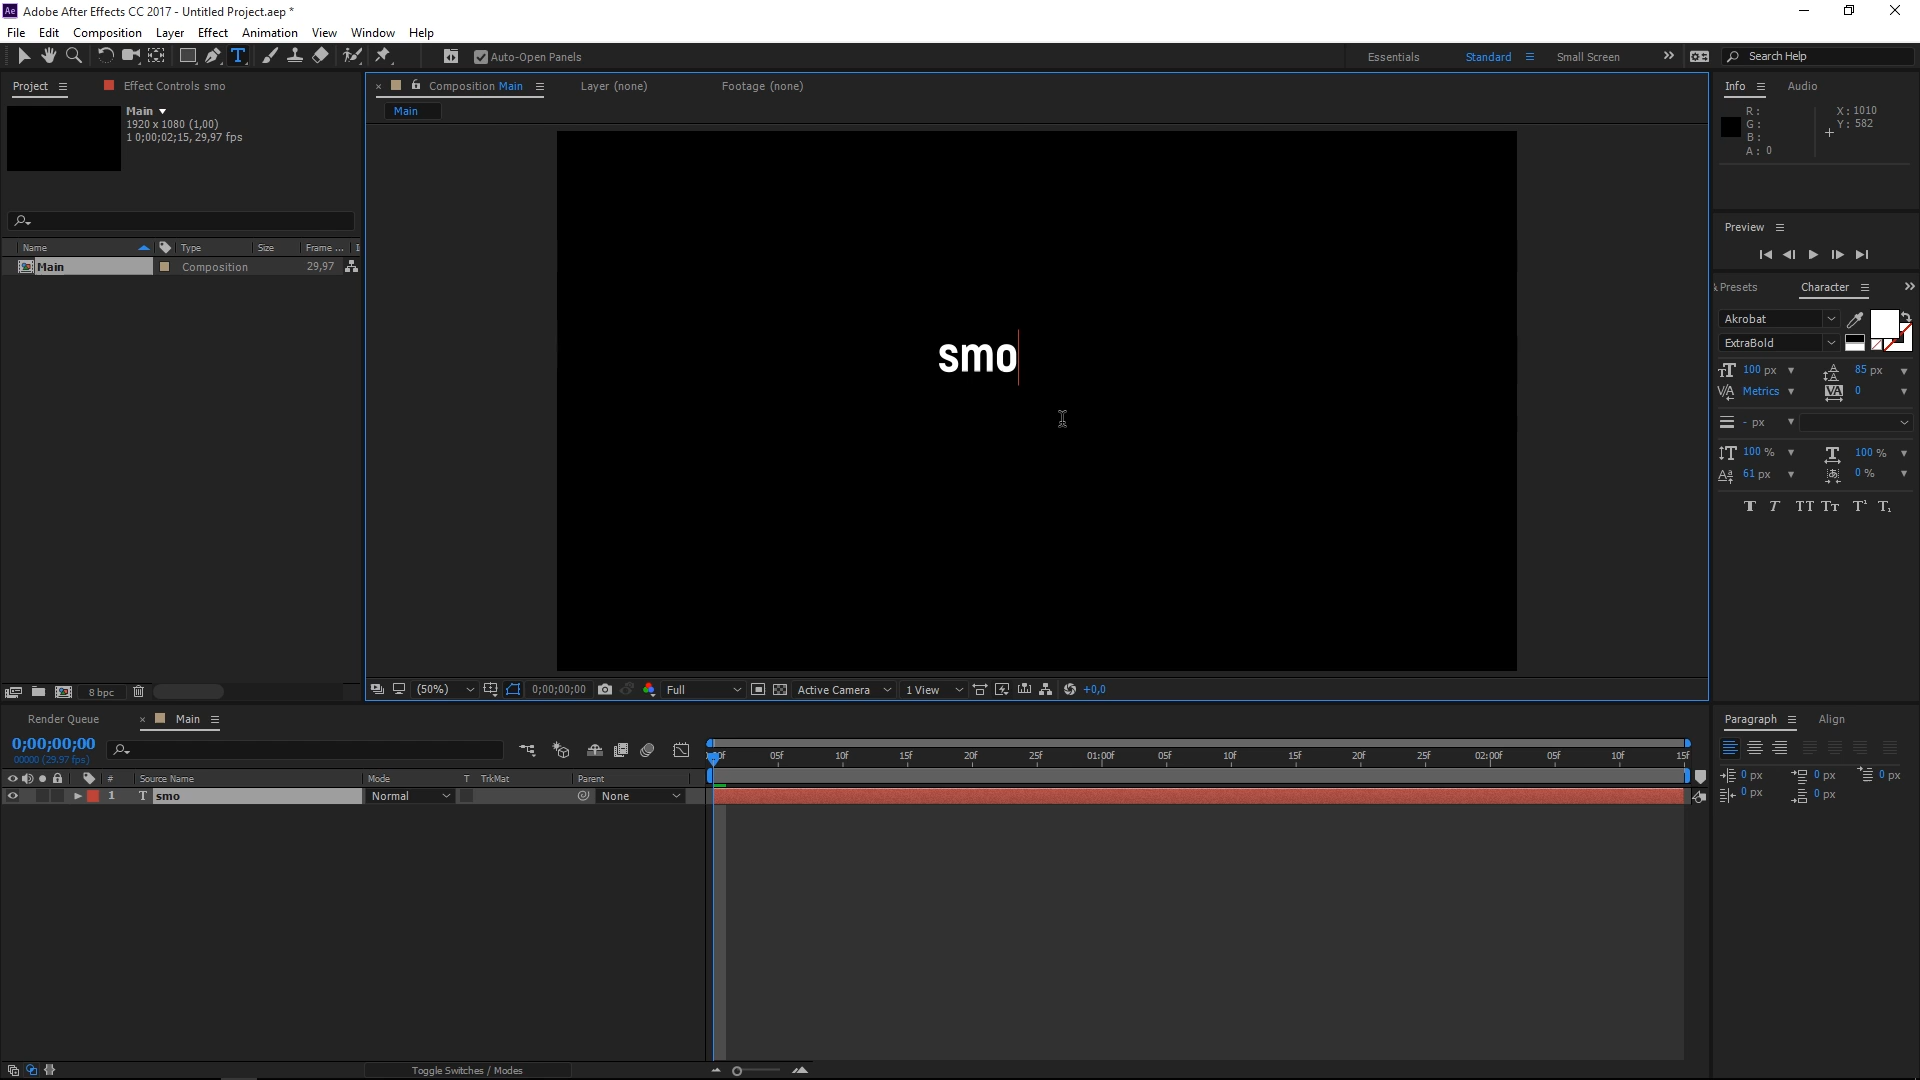 Adobe After Effects CC 2017 - Untitled Project.aep *
File Edit Composition Layer Effect Animation View Window Help
Auto-Open Panels
Essentials Standard Small Screen Search Help
Project Effect Controls smo
Composition Main Layer (none) Footage (none)
Info Audio
Main
Main
1920 x 1080 (1,00)
1 0;00;02;15, 29,97 fps
R:
G:
B:
A: 0
X: 1010
Y: 582
Preview
Name Type Size Frame ...
Main Composition 29,97
& Presets Character
Akrobat
ExtraBold
100 px 85 px
Metrics 0
- px
100 % 100 %
61 px 0 %
T T TT Tт T¹ T₁
smo
8 bpc
(50%) 0;00;00;00 Full Active Camera 1 View +0,0
Render Queue Main
0;00;00;00
00000 (29.97 fps)
05f 10f 15f 20f 25f 01:00f 05f 10f 15f 20f 25f 02:00f 05f 10f 15f
# Source Name Mode T TrkMat Parent
1 T smo Normal None
Paragraph Align
0 px 0 px 0 px
0 px 0 px
Toggle Switches / Modes